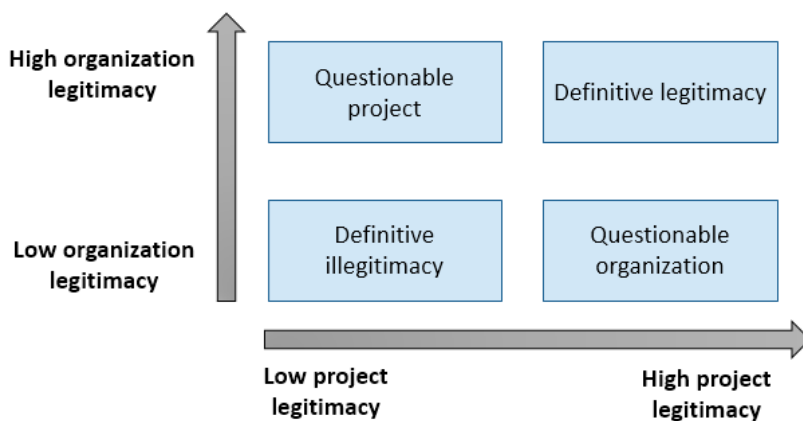 High organization
legitimacy
Questionable
project
Definitive legitimacy
Low organization
legitimacy
Definitive
illegitimacy
Questionable
organization
Low project
legitimacy
High project
legitimacy